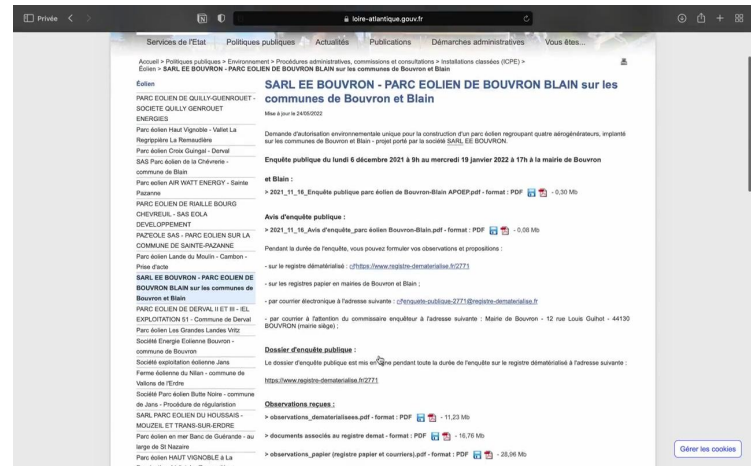 Privée
loire-atlantique.gouv.fr
Services de l'Etat Politiques publiques Actualités Publications Démarches administratives Vous êtes...
Accueil > Politiques publiques > Environnement > Procédures administratives, commissions et consultations > Installations classées (ICPE) >
Éolien > SARL EE BOUVRON - PARC EOLIEN DE BOUVRON BLAIN sur les communes de Bouvron et Blain
Éolien
PARC EOLIEN DE QUILLY-GUENROUET -
SOCIETE QUILLY GENROUET
ENERGIES
Parc éolien Haut Vignoble - Vallet La
Regrippière La Remaudière
Parc éolien Croix Guingal - Derval
SAS Parc éolien de la Chévrerie -
commune de Blain
Parc eolien AIR WATT ENERGY - Sainte
Pazanne
PARC EOLIEN DE RIAILLE BOURG
CHEVREUIL - SAS EOLA
DEVELOPPEMENT
PAZ'EOLE SAS - PARC EOLIEN SUR LA
COMMUNE DE SAINTE-PAZANNE
Parc éolien Lande du Moulin - Cambon -
Prise d'acte
SARL EE BOUVRON - PARC EOLIEN DE
BOUVRON BLAIN sur les communes de
Bouvron et Blain
PARC EOLIEN DE DERVAL II ET III - IEL
EXPLOITATION 51 - Commune de Derval
Parc éolien Les Grandes Landes Vritz
Société Energie Eolienne Bouvron -
commune de Bouvron
Société exploitation éolienne Jans
Ferme éolienne du Nilan - commune de
Vallons de l'Erdre
Société Parc éolien Butte Noire - commune
de Jans - Procédure de régularistion
SARL PARC EOLIEN DU HOUSSAIS -
MOUZEIL ET TRANS-SUR-ERDRE
Parc éolien en mer Banc de Guérande - au
large de St Nazaire
Parc éolien HAUT VIGNOBLE à La
SARL EE BOUVRON - PARC EOLIEN DE BOUVRON BLAIN sur les
communes de Bouvron et Blain
Mise à jour le 24/05/2022
Demande d'autorisation environnementale unique pour la construction d'un parc éolien regroupant quatre aérogénérateurs, implanté
sur les communes de Bouvron et Blain - projet porté par la société SARL EE BOUVRON.
Enquête publique du lundi 6 décembre 2021 à 9h au mercredi 19 janvier 2022 à 17h à la mairie de Bouvron
et Blain :
> 2021_11_16_Enquête publique parc éolien de Bouvron-Blain APOEP.pdf - format : PDF - 0,30 Mb
Avis d'enquête publique :
> 2021_11_16_Avis d'enquête_parc éolien Bouvron-Blain.pdf - format : PDF - 0,08 Mb
Pendant la durée de l'enquête, vous pouvez formuler vos observations et propositions :
- sur le registre dématérialisé : https://www.registre-dematerialise.fr/2771
- sur les registres papier en mairies de Bouvron et Blain ;
- par courrier électronique à l'adresse suivante : enquete-publique-2771@registre-dematerialise.fr
- par courrier à l'attention du commissaire enquêteur à l'adresse suivante : Mairie de Bouvron - 12 rue Louis Guihot - 44130
BOUVRON (mairie siège) ;
Dossier d'enquête publique :
Le dossier d'enquête publique est mis en ligne pendant toute la durée de l'enquête sur le registre dématérialisé à l'adresse suivante :
https://www.registre-dematerialise.fr/2771
Observations reçues :
> observations_dematerialisees.pdf - format : PDF - 11,23 Mb
> documents associés au registre demat - format : PDF - 16,76 Mb
> observations_papier (registre papier et courriers).pdf - format : PDF - 28,96 Mb
Gérer les cookies